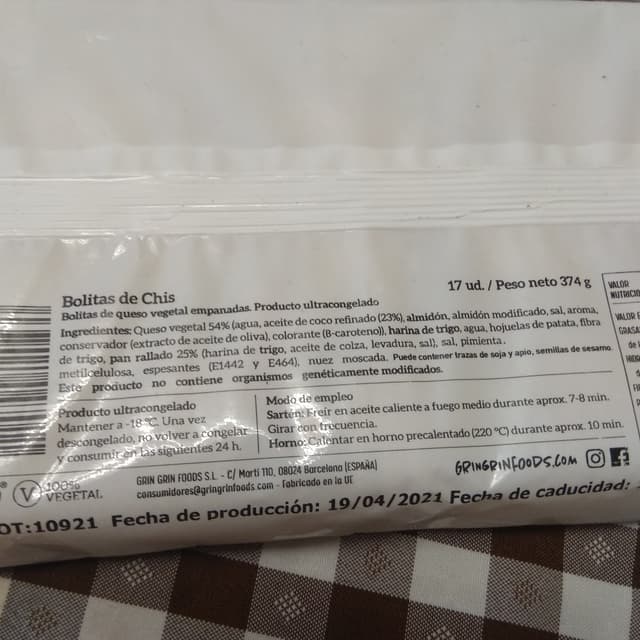 Bolitas de Chis
17 ud. / Peso neto 374 g
Bolitas de queso vegetal empanadas. Producto ultracongelado
Ingredientes: Queso vegetal 54% (agua, aceite de coco refinado (23%), almidón, almidón modificado, sal, aroma,
conservador (extracto de aceite de oliva), colorante (B-caroteno)), harina de trigo, agua, hojuelas de patata, fibra
de trigo, pan rallado 25% (harina de trigo, aceite de colza, levadura, sal), sal, pimienta,
metilcelulosa, espesantes (E1442 y E464), nuez moscada. Puede contener trazas de soja y apio, semillas de sesamo.
Este producto no contiene organismos genéticamente modificados.
Producto ultracongelado
Mantener a -18 ºC. Una vez
descongelado, no volver a congelar
y consumir en las siguientes 24 h.
Modo de empleo
Sartén: Freir en aceite caliente a fuego medio durante aprox. 7-8 min.
Girar con frecuencia.
Horno: Calentar en horno precalentado (220 ºC) durante aprox. 10 min.
VALOR
VALOR
V 100%
VEGETAL
GRIN GRIN FOODS S.L. - C/ Martí 110, 08024 Barcelona (ESPAÑA)
consumidores@gringrinfoods.com - Fabricado en la UE
GRINGRINFOODS.COM
OT:10921 Fecha de producción: 19/04/2021 Fecha de caducidad: